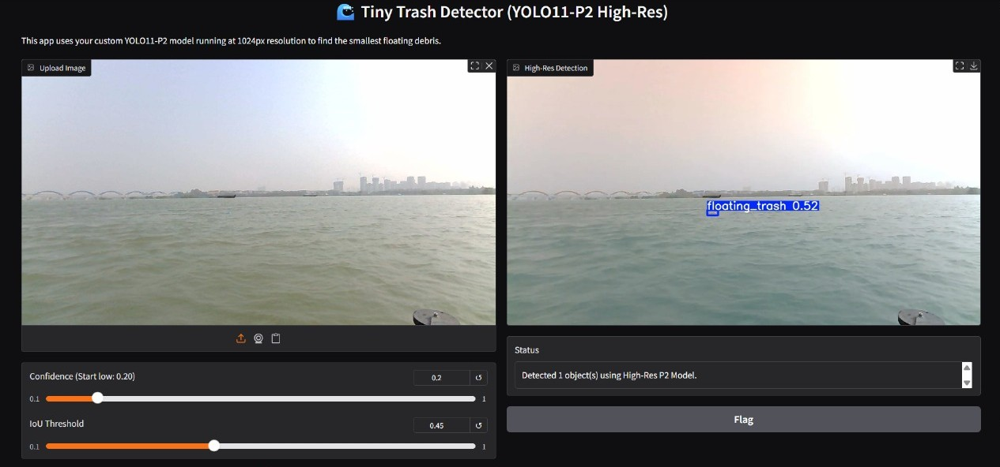 Tiny Trash Detector (YOLO11-P2 High-Res)
This app uses your custom YOLO11-P2 model running at 1024px resolution to find the smallest floating debris.
Upload Image
High-Res Detection
floating_trash 0.52
Confidence (Start low: 0.20)
0.2
0.1
1
IoU Threshold
0.45
0.1
1
Status
Detected 1 object(s) using High-Res P2 Model.
Flag